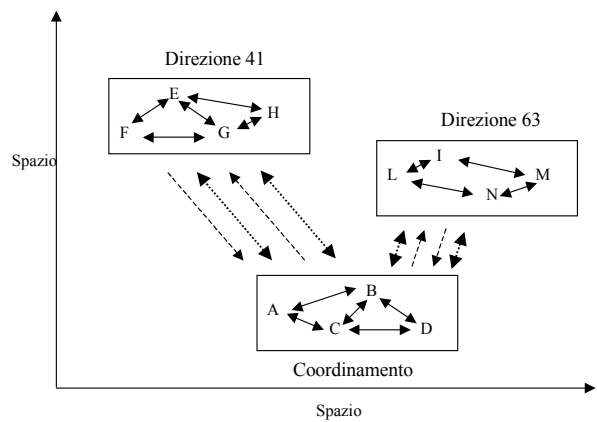 Direzione 41
E
H
F
G
Direzione 63
Spazio
I
L
M
N
B
A
C
D
Coordinamento
Spazio